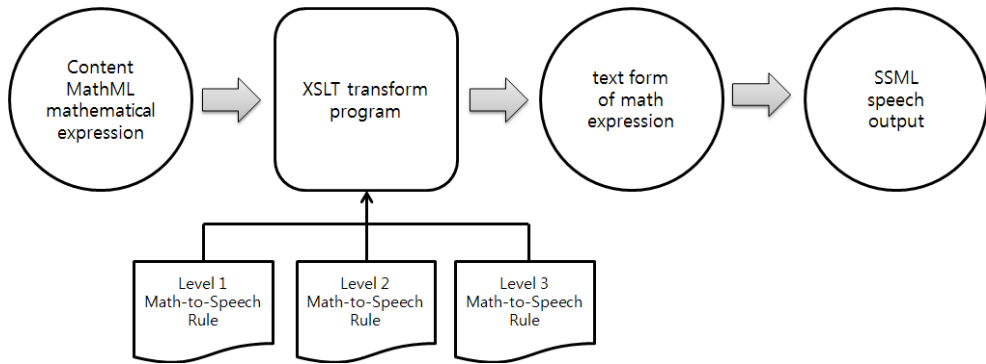 Content
MathML
mathematical
expression
XSLT transform
program
text form
of math
expression
SSML
speech
output
Level 1
Math-to-Speech
Rule
Level 2
Math-to-Speech
Rule
Level 3
Math-to-Speech
Rule